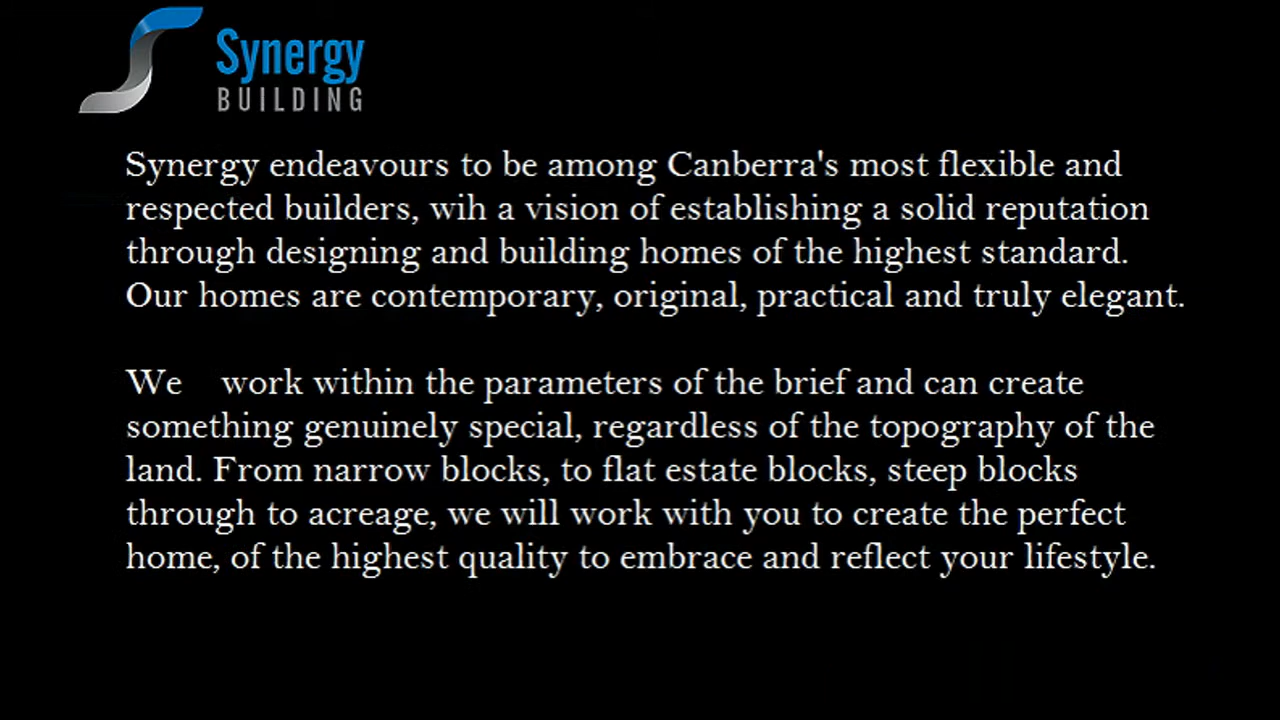 Synergy
BUILDING
Synergy endeavours to be among Canberra's most flexible and
respected builders, wih a vision of establishing a solid reputation
through designing and building homes of the highest standard.
Our homes are contemporary, original, practical and truly elegant.
We work within the parameters of the brief and can create
something genuinely special, regardless of the topography of the
land. From narrow blocks, to flat estate blocks, steep blocks
through to acreage, we will work with you to create the perfect
home, of the highest quality to embrace and reflect your lifestyle.